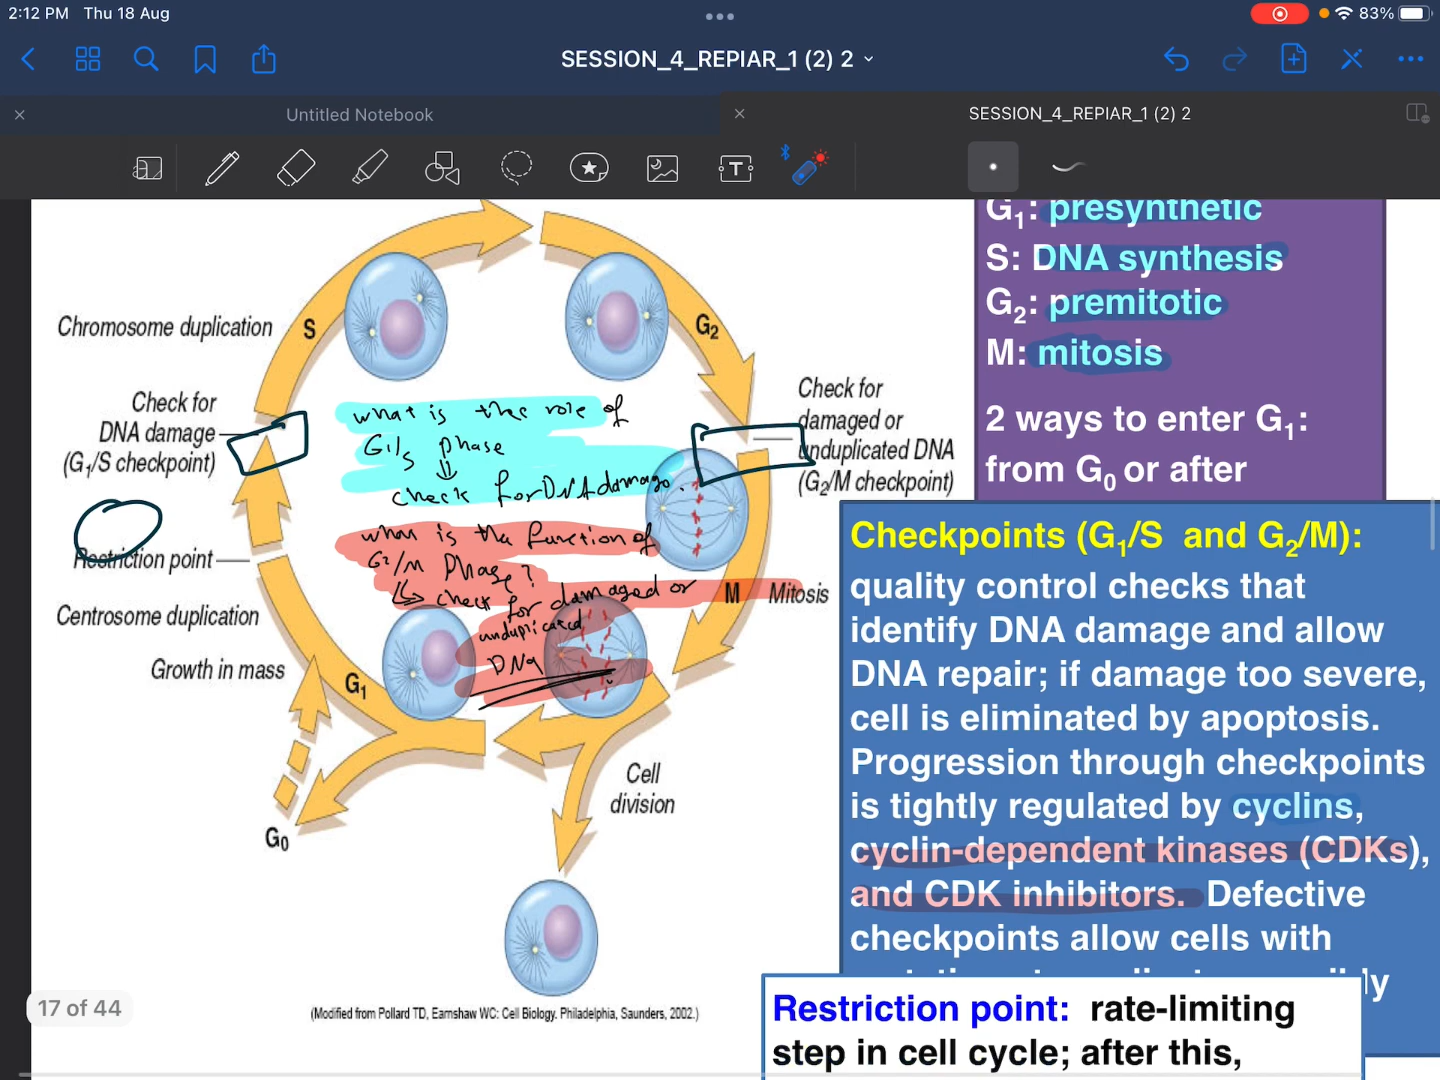 2:12 PM Thu 18 Aug
83%
SESSION_4_REPIAR_1 (2) 2
Untitled Notebook
SESSION_4_REPIAR_1 (2) 2
G1: presynthetic
S: DNA synthesis
G2: premitotic
M: mitosis
2 ways to enter G1:
from G0 or after
Chromosome duplication
S
G2
Check for
DNA damage
(G1/S checkpoint)
Check for
damaged or
unduplicated DNA
(G2/M checkpoint)
what is the role of
G1/S phase
check for DNA damage.
what is the function of
G2/M Phase?
check for damaged or
unduplicated
DNA
Restriction point
Centrosome duplication
Growth in mass
G1
M
Mitosis
G0
Cell
division
Checkpoints (G1/S and G2/M):
quality control checks that
identify DNA damage and allow
DNA repair; if damage too severe,
cell is eliminated by apoptosis.
Progression through checkpoints
is tightly regulated by cyclins,
cyclin-dependent kinases (CDKs),
and CDK inhibitors. Defective
checkpoints allow cells with
17 of 44
(Modified from Pollard TD, Earnshaw WC: Cell Biology. Philadelphia, Saunders, 2002.)
Restriction point: rate-limiting
step in cell cycle; after this,